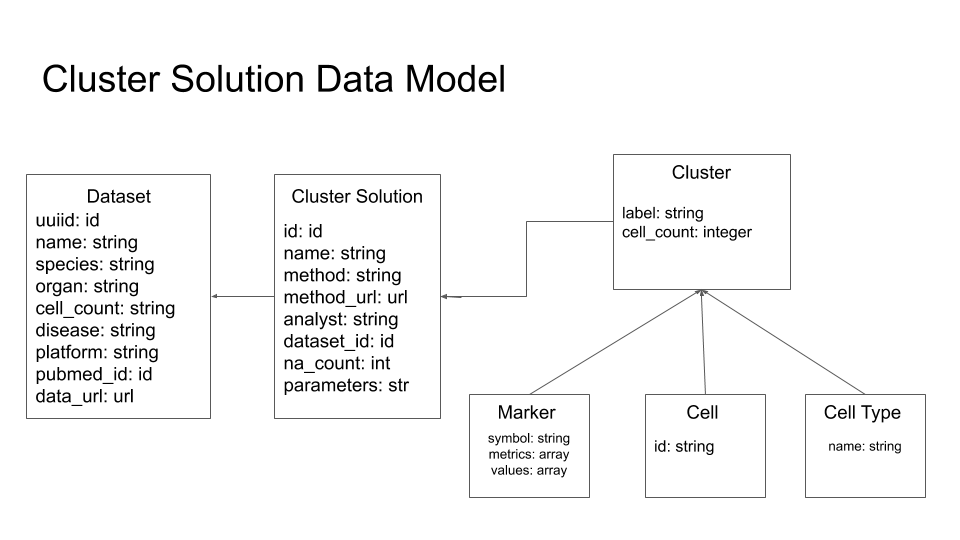 Cluster Solution Data Model
Dataset
uuiid: id
name: string
species: string
organ: string
cell_count: string
disease: string
platform: string
pubmed_id: id
data_url: url
Cluster Solution
id: id
name: string
method: string
method_url: url
analyst: string
dataset_id: id
na_count: int
parameters: str
Cluster
label: string
cell_count: integer
Marker
symbol: string
metrics: array
values: array
Cell
id: string
Cell Type
name: string